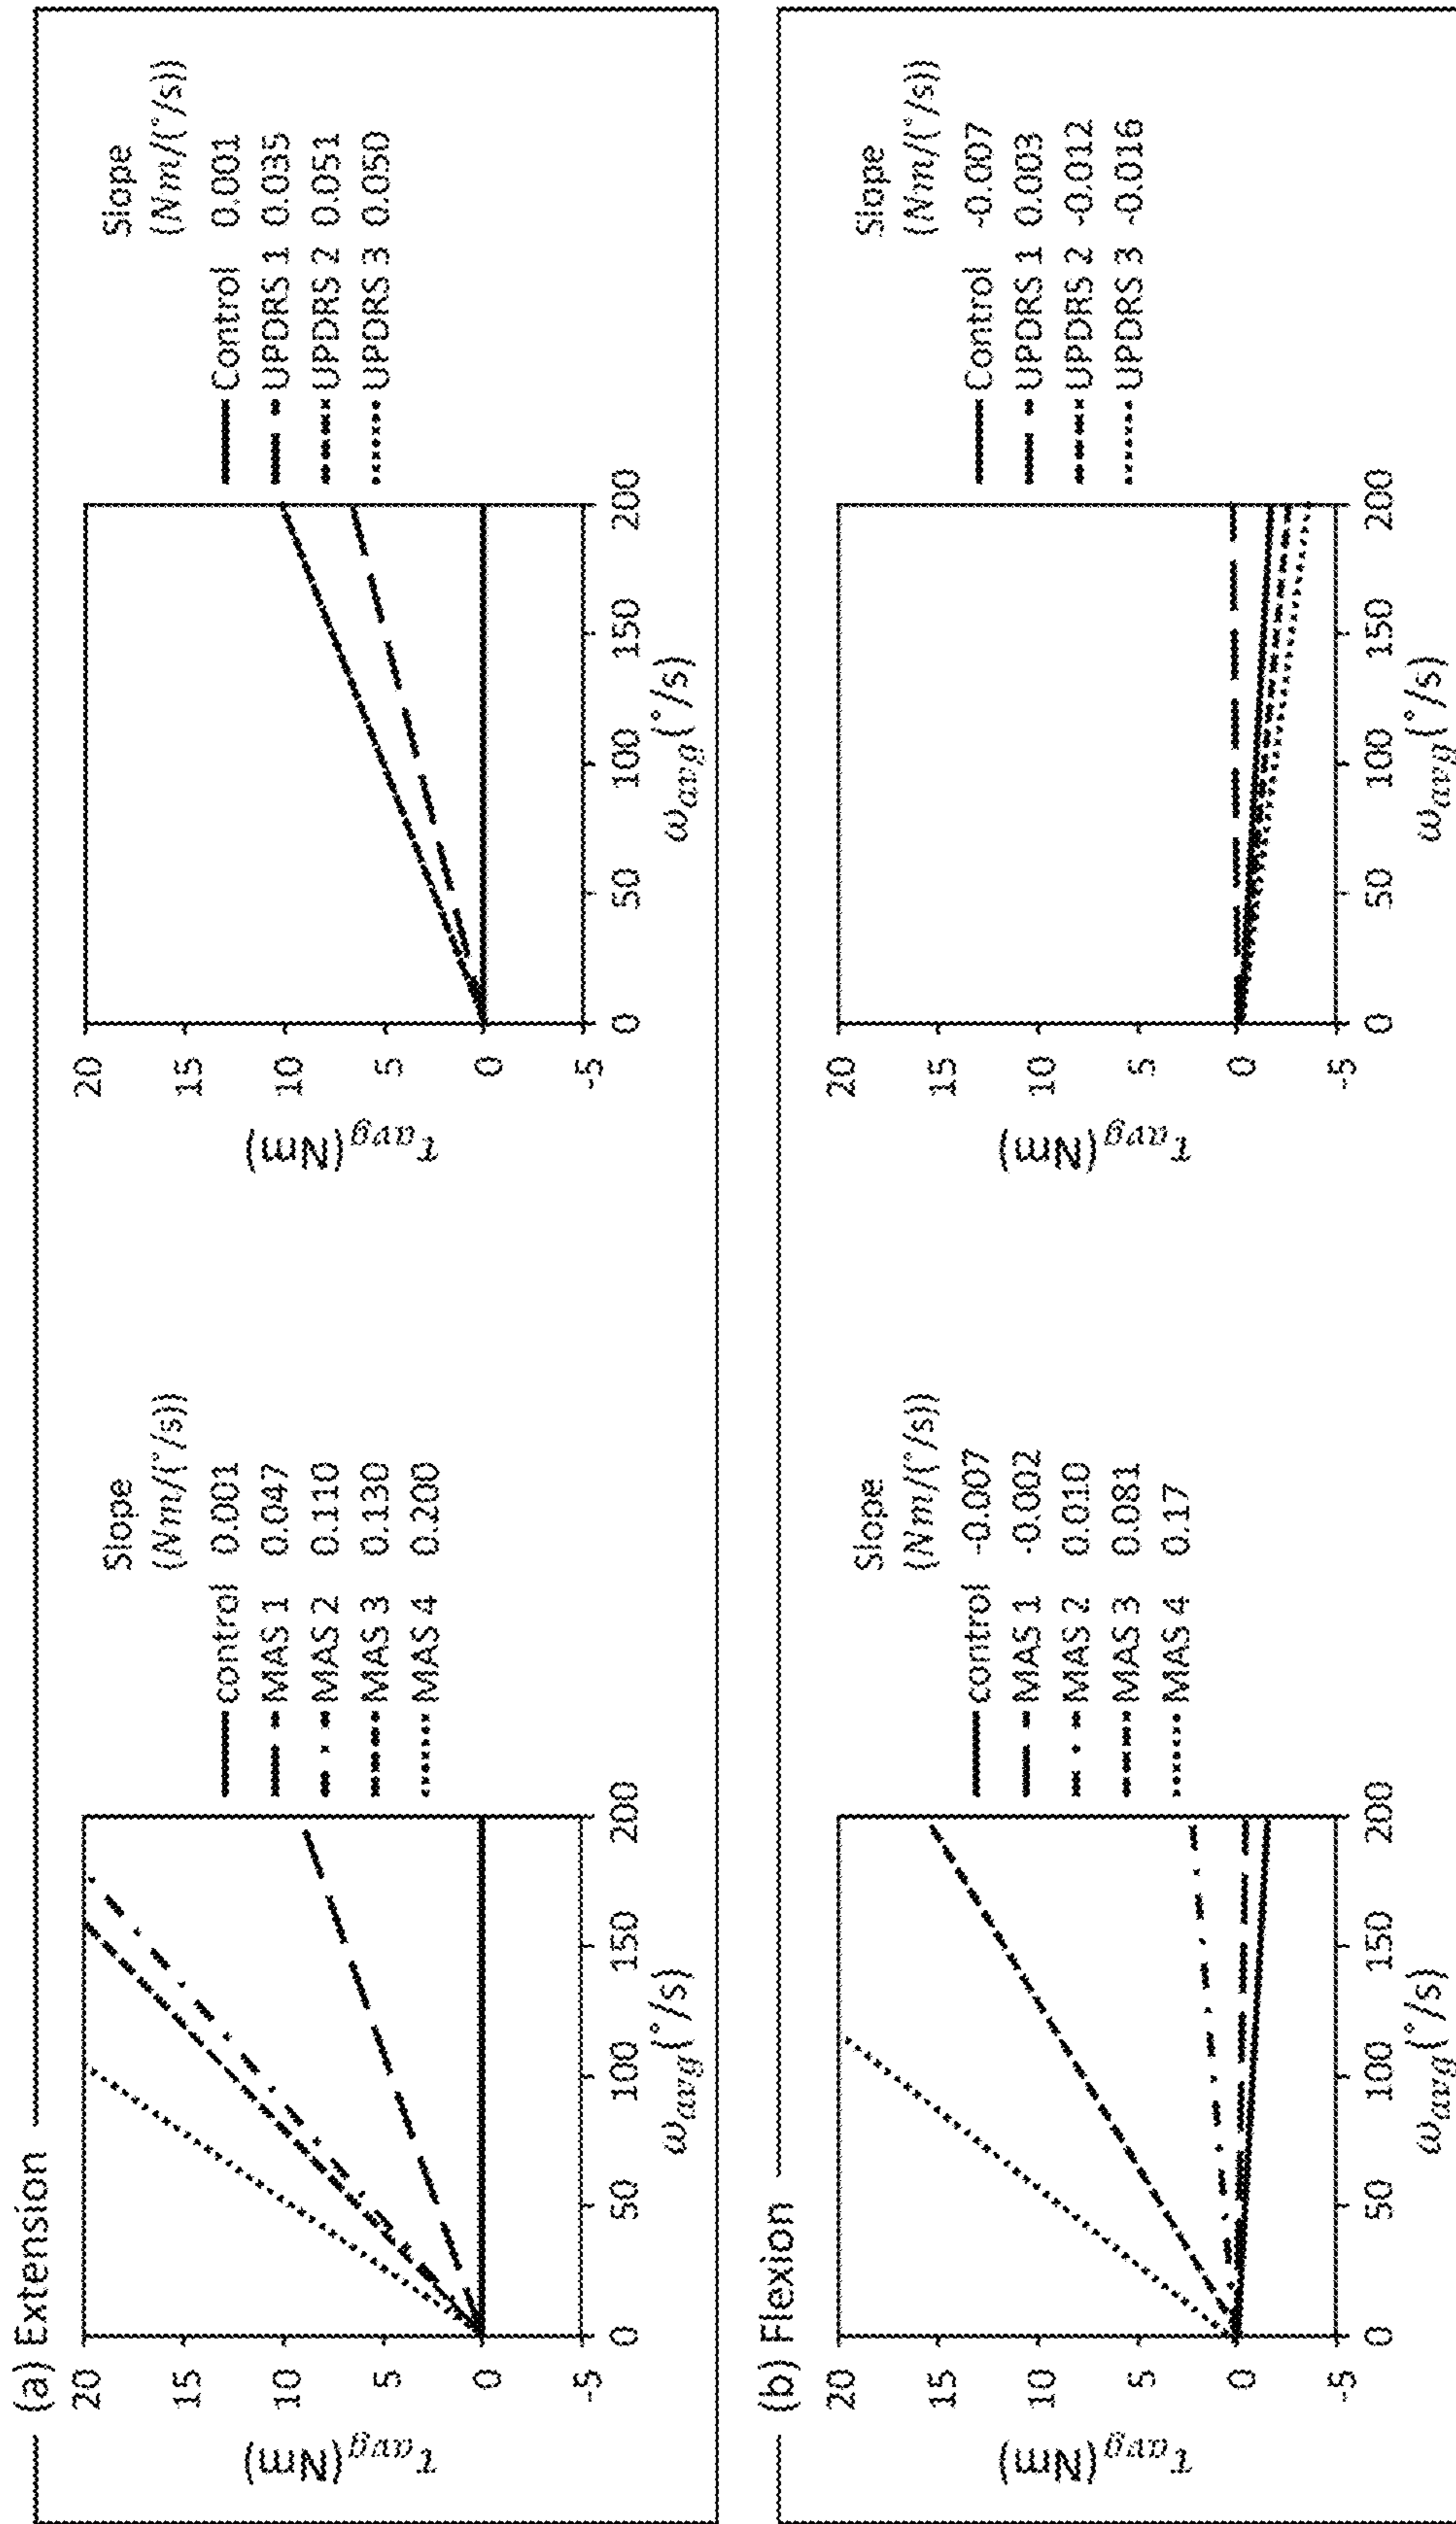 (a) Extension
τavg (Nm)
20
15
10
5
0
-5
0 50 100 150 200
ωavg(°/s)
Slope
(Nm/(°/s))
control 0.001
MAS 1 0.047
MAS 2 0.110
MAS 3 0.130
MAS 4 0.200
τavg (Nm)
20
15
10
5
0
-5
0 50 100 150 200
ωavg(°/s)
Slope
(Nm/(°/s))
Control 0.001
UPDRS 1 0.035
UPDRS 2 0.051
UPDRS 3 0.050
(b) Flexion
τavg (Nm)
20
15
10
5
0
-5
0 50 100 150 200
ωavg(°/s)
Slope
(Nm/(°/s))
control -0.007
MAS 1 -0.002
MAS 2 0.010
MAS 3 0.081
MAS 4 0.17
τavg (Nm)
20
15
10
5
0
-5
0 50 100 150 200
ωavg(°/s)
Slope
(Nm/(°/s))
Control -0.007
UPDRS 1 0.003
UPDRS 2 -0.012
UPDRS 3 -0.016